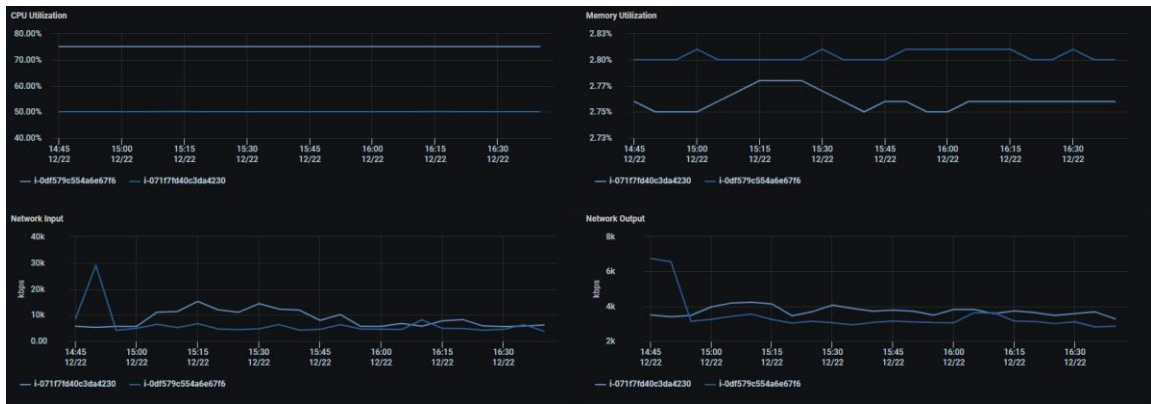 CPU Utilization
80.00%
70.00%
60.00%
50.00%
40.00%
14:45 15:00 15:15 15:30 15:45 16:00 16:15 16:30
12/22 12/22 12/22 12/22 12/22 12/22 12/22 12/22
i-0df579c554a6e67f6 i-071f7fd40c3da4230
Memory Utilization
2.83%
2.80%
2.77%
2.75%
2.73%
14:45 15:00 15:15 15:30 15:45 16:00 16:15 16:30
12/22 12/22 12/22 12/22 12/22 12/22 12/22 12/22
i-071f7fd40c3da4230 i-0df579c554a6e67f6
Network Input
kbps
40k
30k
20k
10k
0.00
14:45 15:00 15:15 15:30 15:45 16:00 16:15 16:30
12/22 12/22 12/22 12/22 12/22 12/22 12/22 12/22
i-071f7fd40c3da4230 i-0df579c554a6e67f6
Network Output
kbps
8k
6k
4k
2k
14:45 15:00 15:15 15:30 15:45 16:00 16:15 16:30
12/22 12/22 12/22 12/22 12/22 12/22 12/22 12/22
i-071f7fd40c3da4230 i-0df579c554a6e67f6